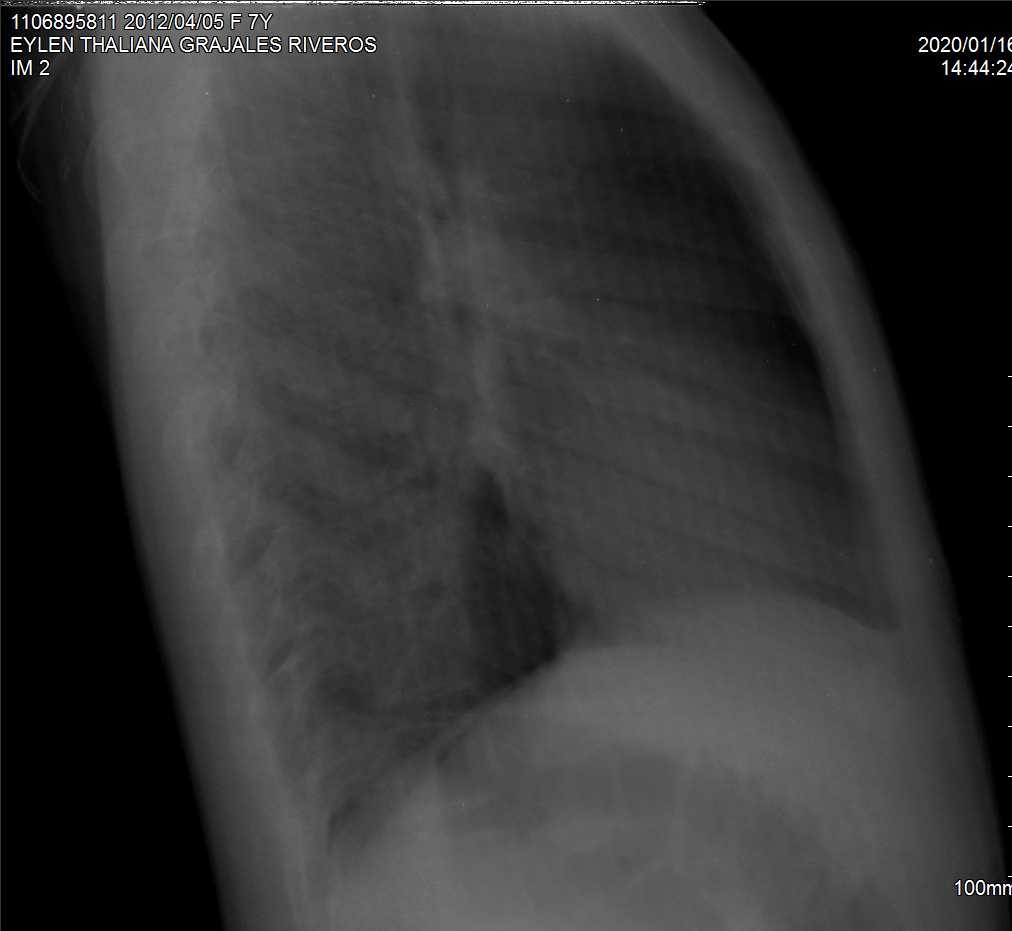 1106895811 2012/04/05 F 7Y
EYLEN THALIANA GRAJALES RIVEROS
IM 2
2020/01/16
14:44:24
100mm